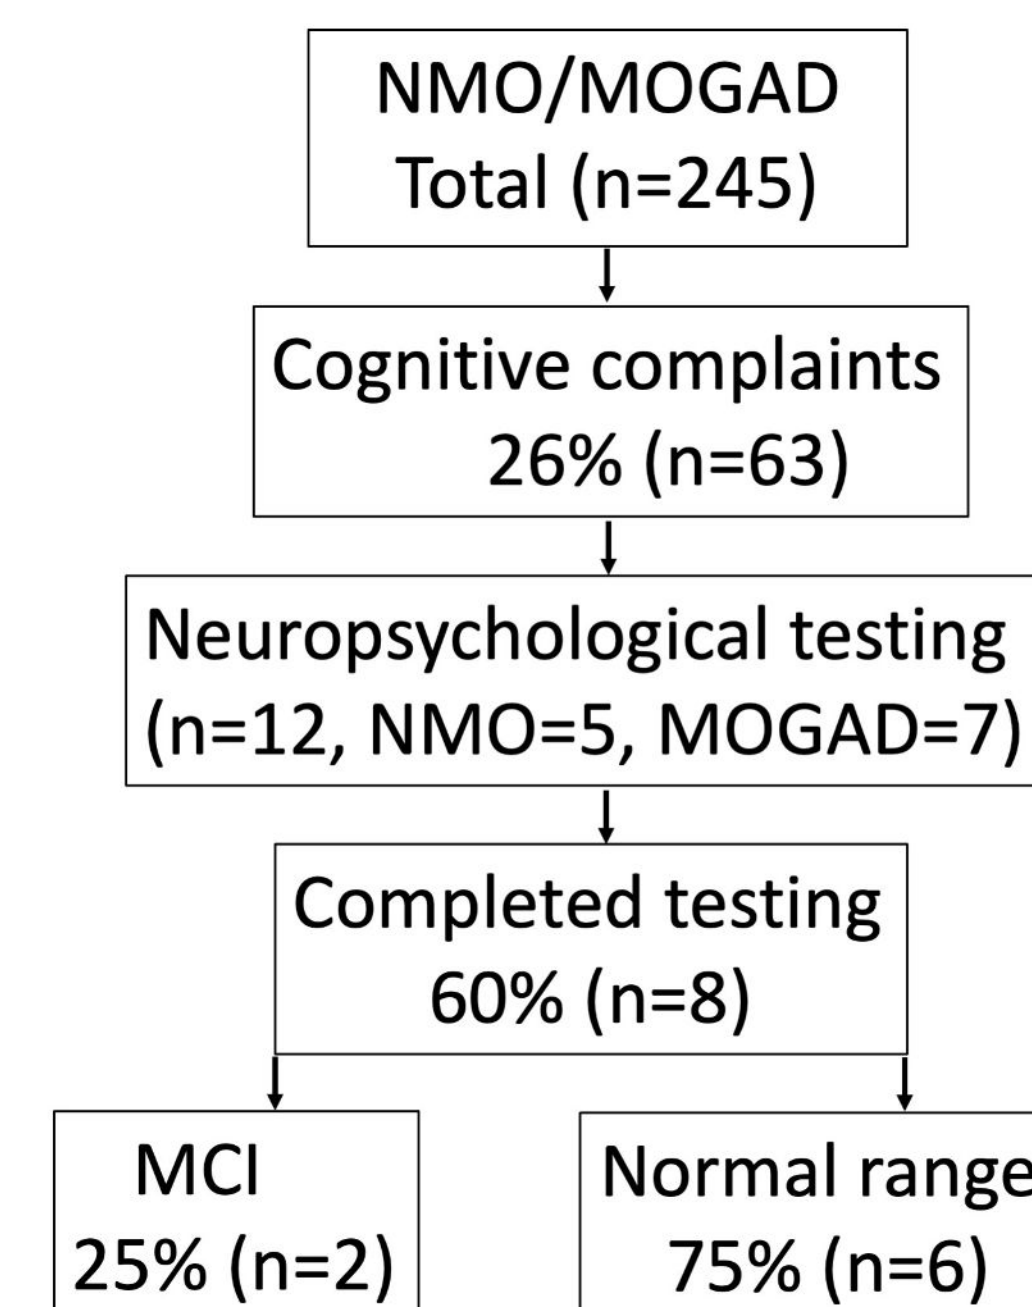 NMO/MOGAD
Total (n=245)
Cognitive complaints
26% (n=63)
Neuropsychological testing
(n=12, NMO=5, MOGAD=7)
Completed testing
60% (n=8)
MCI
25% (n=2)
Normal range
75% (n=6)